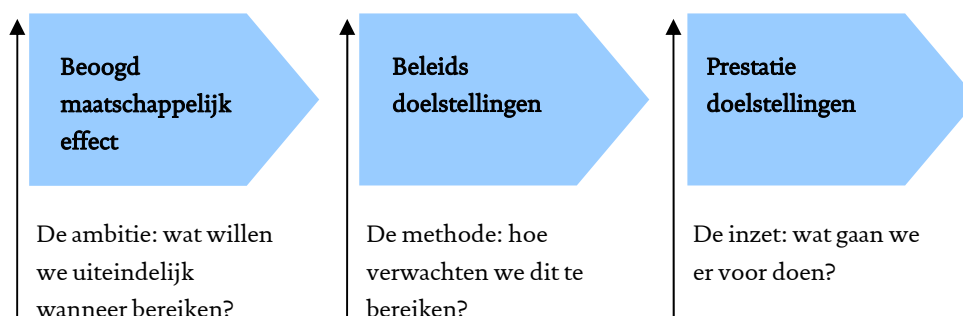 Beoogd
maatschappelijk
effect
Beleids
doelstellingen
Prestatie
doelstellingen
De ambitie: wat willen
we uiteindelijk
wanneer bereiken?
De methode: hoe
verwachten we dit te
bereiken?
De inzet: wat gaan we
er voor doen?